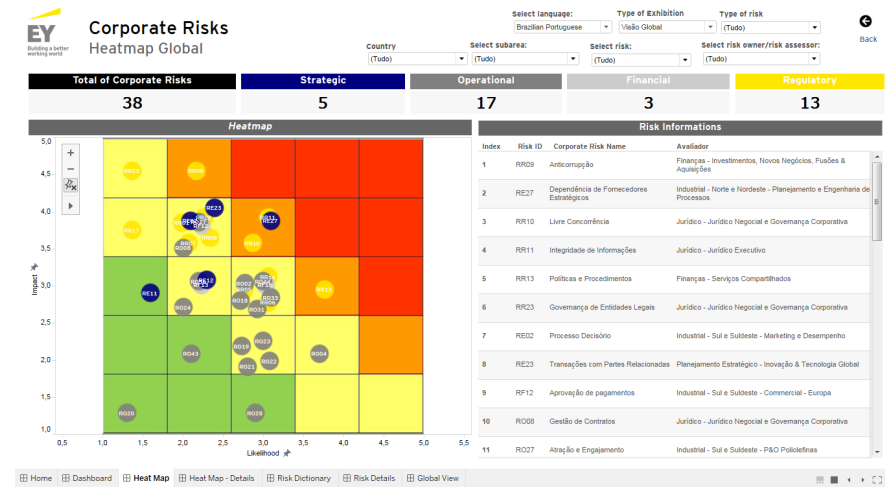 EY
Building a better
working world
Corporate Risks
Heatmap Global
Select language:
Brazilian Portuguese
Type of Exhibition
Visão Global
Type of risk
(Tudo)
Back
Country
(Tudo)
Select subarea:
(Tudo)
Select risk:
(Tudo)
Select risk owner/risk assessor:
(Tudo)
Total of Corporate Risks
Strategic
Operational
Financial
Regulatory
38
5
17
3
13
Heatmap
Risk Informations
5,0
4,5
4,0
3,5
3,0
2,5
2,0
1,5
1,0
Impact
0,5
1,0
1,5
2,0
2,5
3,0
3,5
4,0
4,5
5,0
5,5
Likelihood
RE23
RE27
RO08
RE11
RE12
RO24
RO02
RO18
RO33
RO31
RO43
RO19
RO23
RO22
RO21
RO04
RO20
RO28
Index
Risk ID
Corporate Risk Name
Avaliador
1
RR09
Anticorrupção
Finanças - Investimentos, Novos Negócios, Fusões &
Aquisições
2
RE27
Dependência de Fornecedores
Estratégicos
Industrial - Norte e Nordeste - Planejamento e Engenharia de
Processos
3
RR10
Livre Concorrência
Jurídico - Jurídico Negocial e Governança Corporativa
4
RR11
Integridade de Informações
Jurídico - Jurídico Executivo
5
RR13
Políticas e Procedimentos
Finanças - Serviços Compartilhados
6
RR23
Governança de Entidades Legais
Jurídico - Jurídico Negocial e Governança Corporativa
7
RE02
Processo Decisório
Industrial - Sul e Sudeste - Marketing e Desempenho
8
RE23
Transações com Partes Relacionadas
Planejamento Estratégico - Inovação & Tecnologia Global
9
RF12
Aprovação de pagamentos
Industrial - Sul e Sudeste - Commercial - Europa
10
RO08
Gestão de Contratos
Jurídico - Jurídico Negocial e Governança Corporativa
11
RO27
Atração e Engajamento
Industrial - Sul e Sudeste - P&O Poliolefinas
Home
Dashboard
Heat Map
Heat Map - Details
Risk Dictionary
Risk Details
Global View